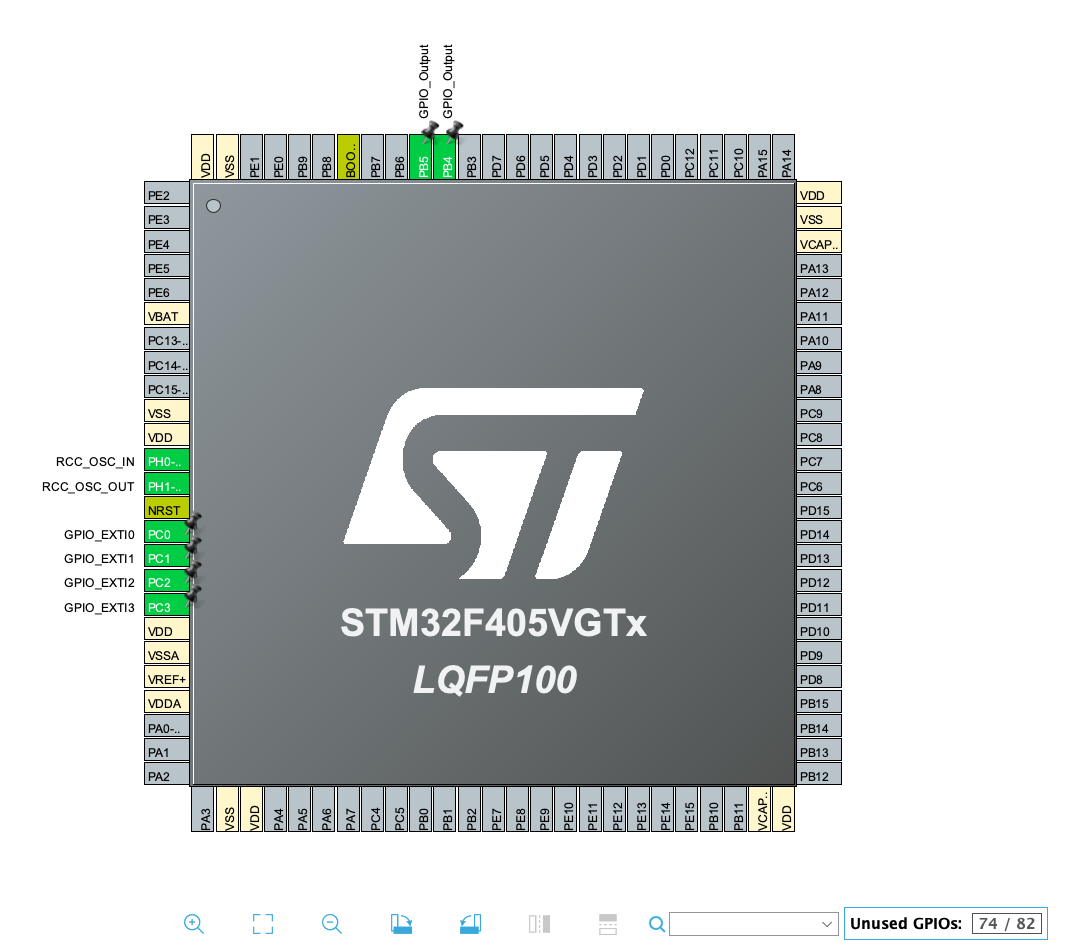 GPIO_Output
GPIO_Output
VDD
VSS
PE1
PE0
PB9
PB8
BOO..
PB7
PB6
PB5
PB4
PB3
PD7
PD6
PD5
PD4
PD3
PD2
PD1
PD0
PC12
PC11
PC10
PA15
PA14
PE2
PE3
PE4
PE5
PE6
VBAT
PC13-..
PC14-..
PC15-..
VSS
VDD
RCC_OSC_IN PH0-..
RCC_OSC_OUT PH1-..
NRST
GPIO_EXTI0 PC0
GPIO_EXTI1 PC1
GPIO_EXTI2 PC2
GPIO_EXTI3 PC3
VDD
VSSA
VREF+
VDDA
PA0-..
PA1
PA2
ST
STM32F405VGTx
LQFP100
VDD
VSS
VCAP..
PA13
PA12
PA11
PA10
PA9
PA8
PC9
PC8
PC7
PC6
PD15
PD14
PD13
PD12
PD11
PD10
PD9
PD8
PB15
PB14
PB13
PB12
PA3
VSS
VDD
PA4
PA5
PA6
PA7
PC4
PC5
PB0
PB1
PB2
PE7
PE8
PE9
PE10
PE11
PE12
PE13
PE14
PE15
PB10
PB11
VCAP..
VDD
Unused GPIOs: 74 / 82